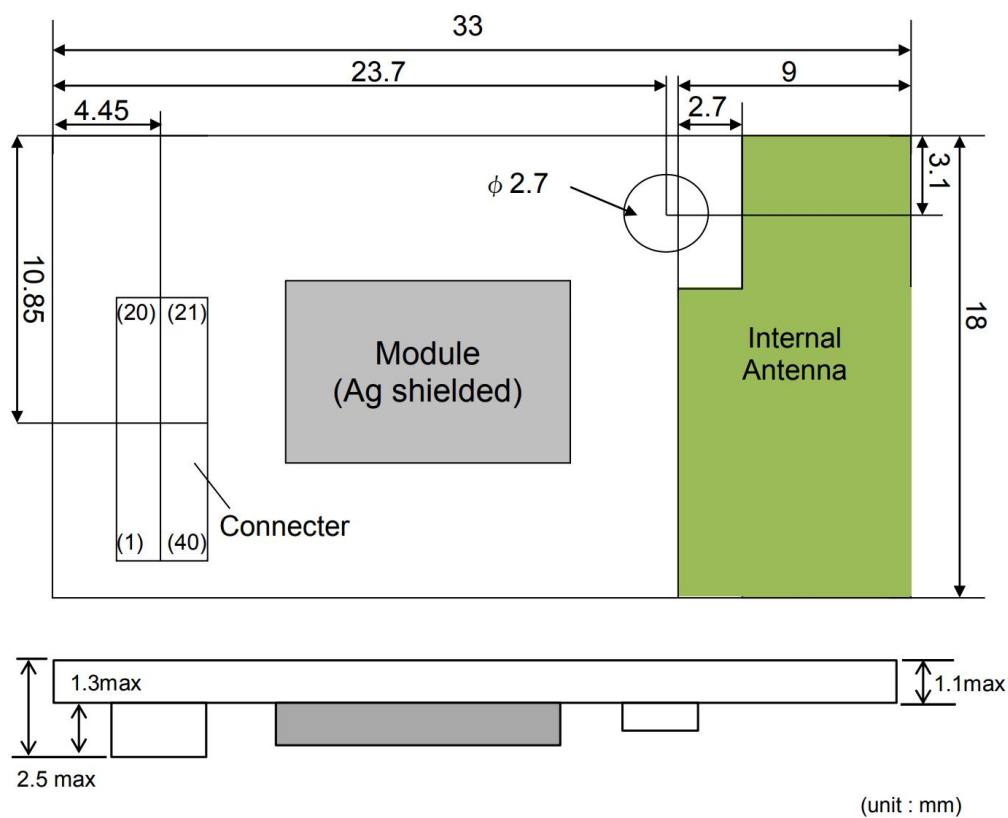 33
23.7
9
4.45
2.7
3.1
ϕ 2.7
10.85
18
(20)
(21)
Module
(Ag shielded)
Internal
Antenna
Connecter
(1)
(40)
1.3max
1.1max
2.5 max
(unit : mm)